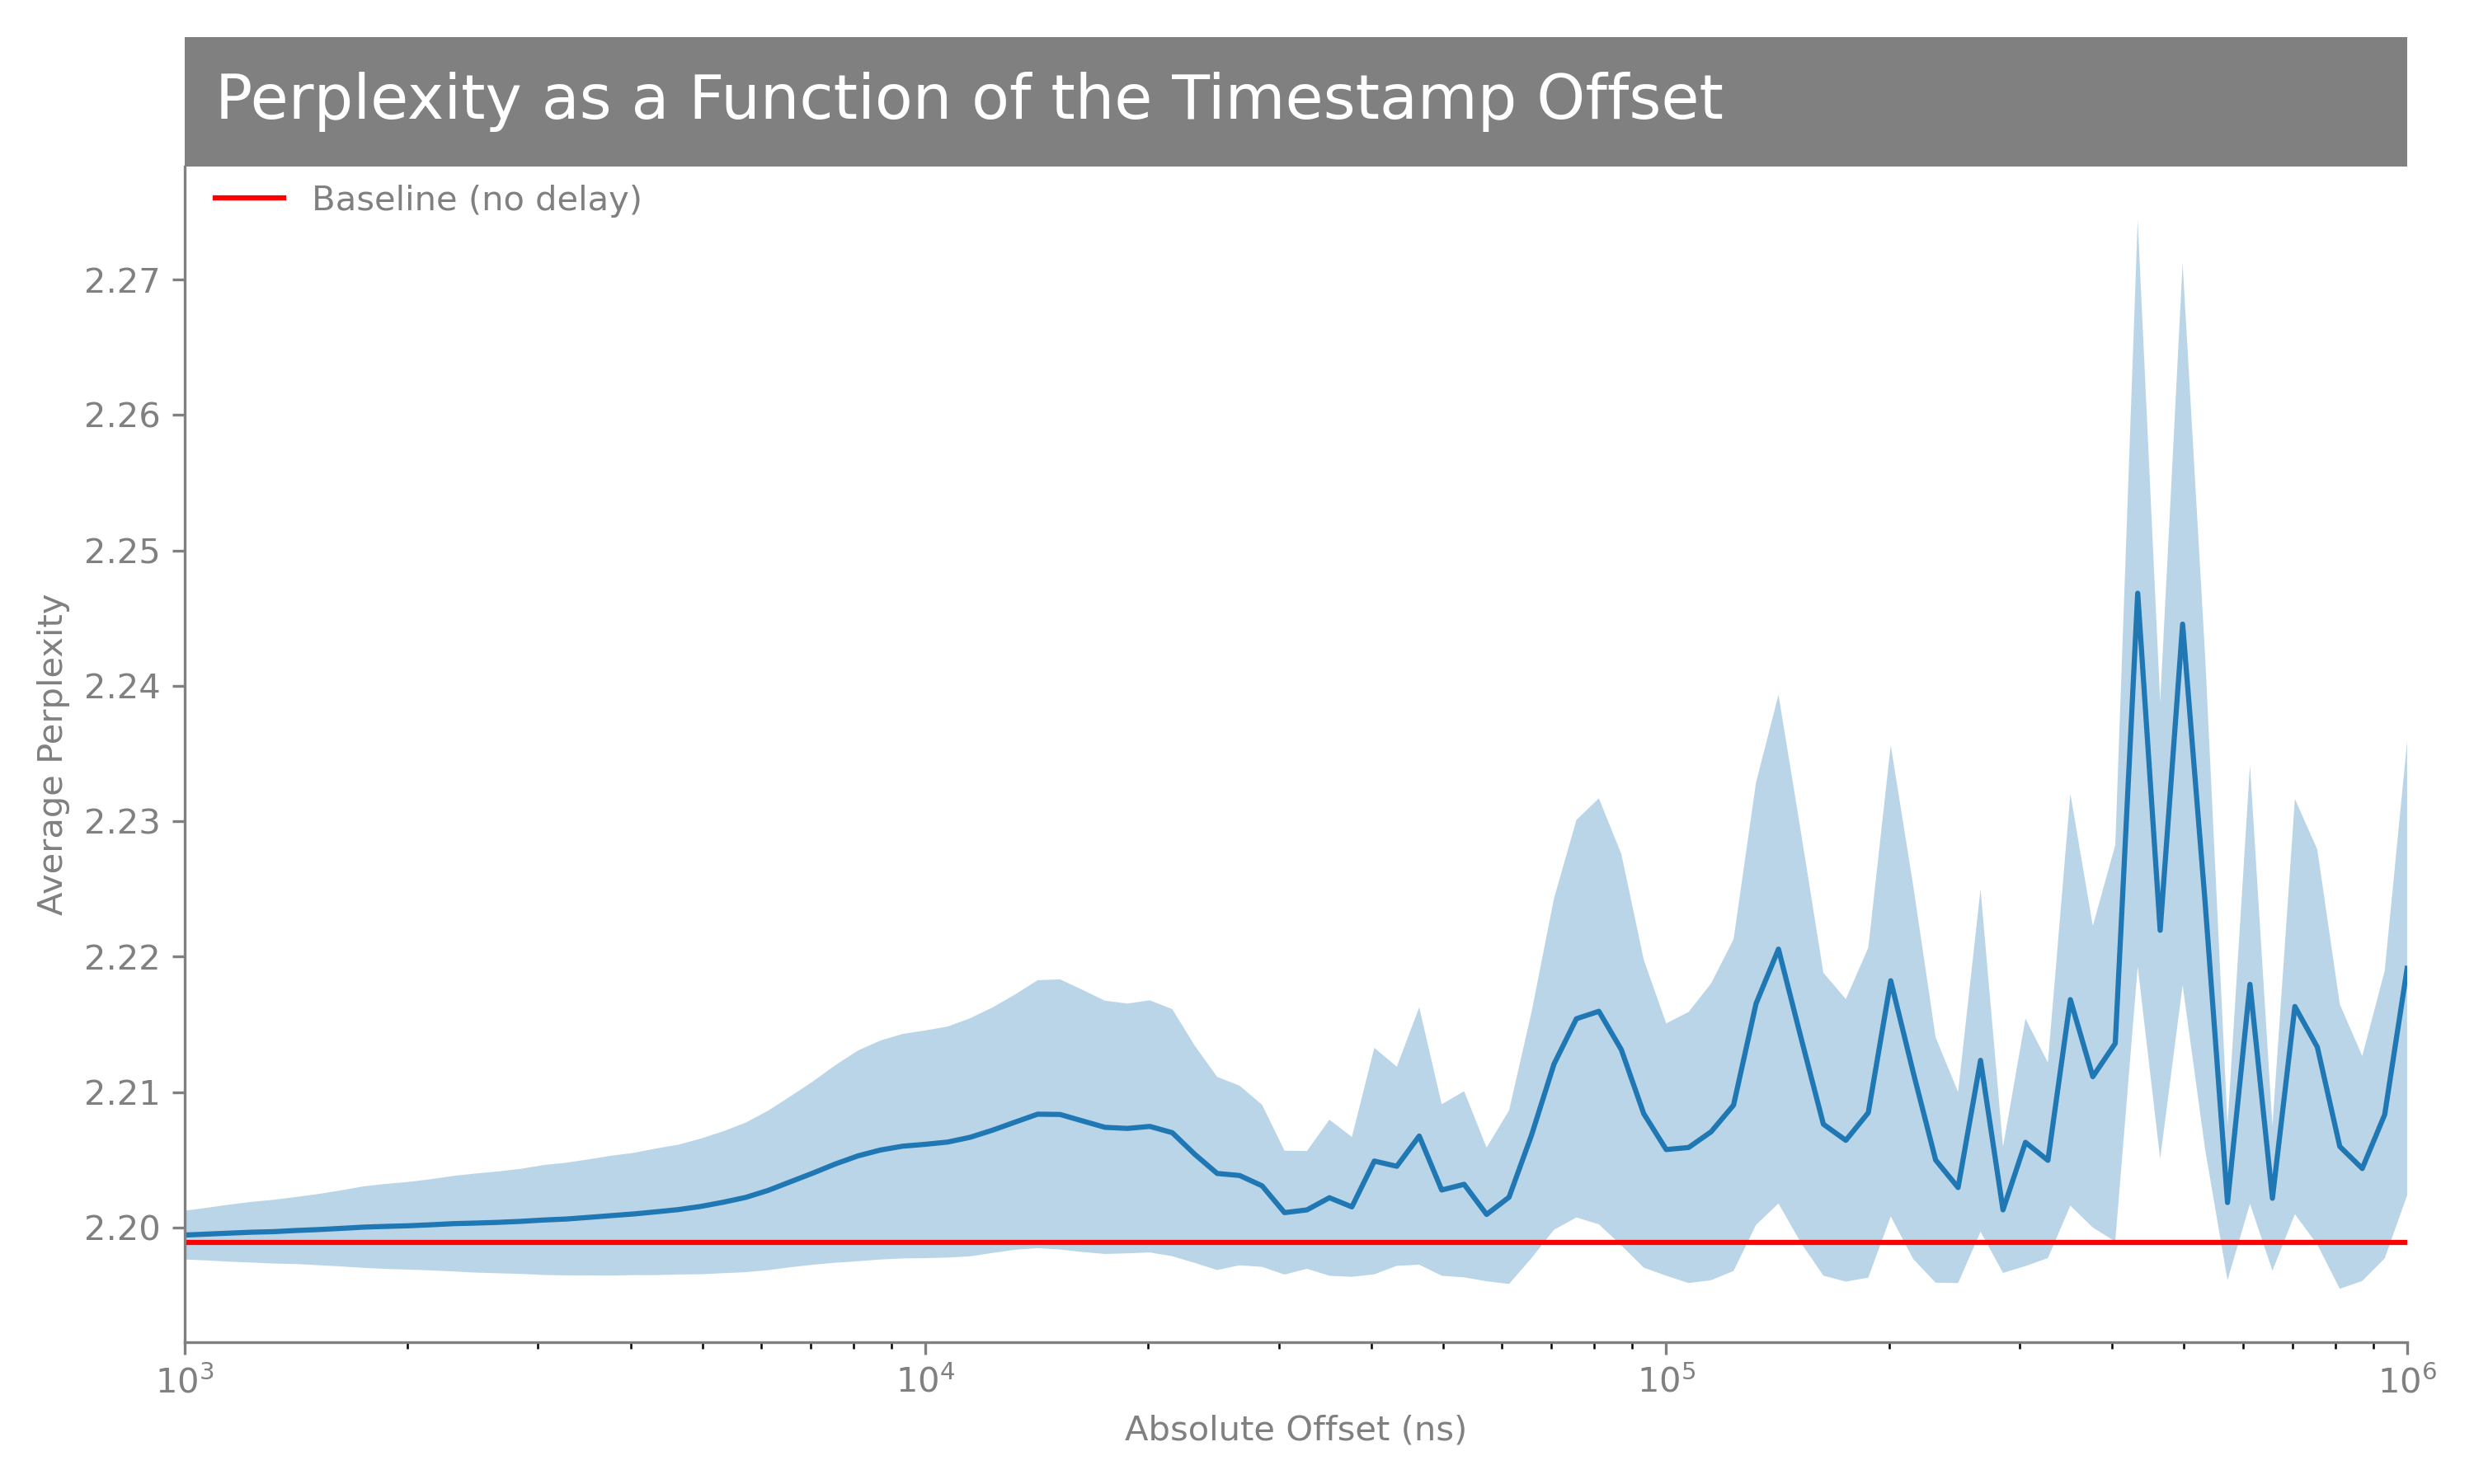 Perplexity as a Function of the Timestamp Offset
Baseline (no delay)
2.27
2.26
2.25
2.24
2.23
2.22
2.21
2.20
Average Perplexity
10³ 10⁴ 10⁵ 10⁶
Absolute Offset (ns)